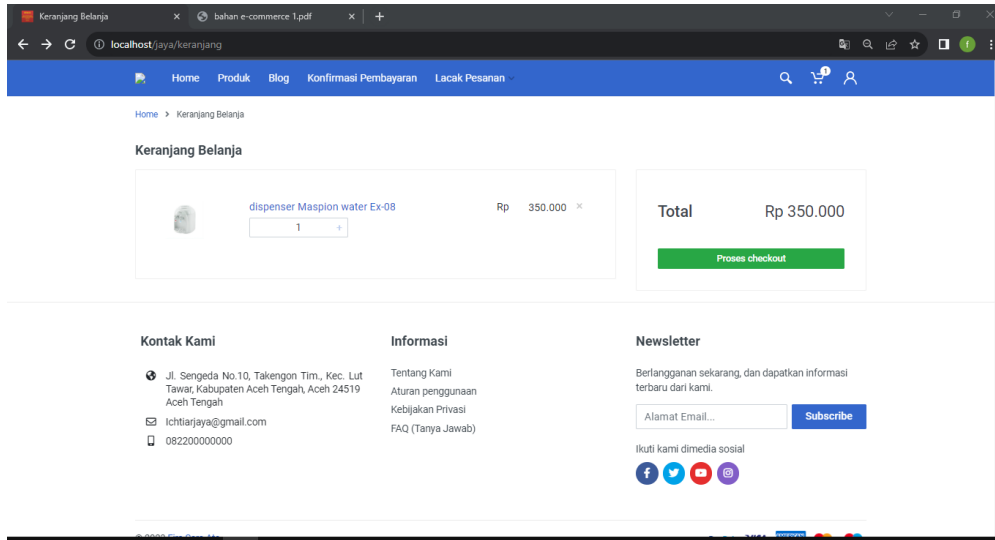 Keranjang Belanja
bahan e-commerce 1.pdf
localhost/jaya/keranjang
Home Produk Blog Konfirmasi Pembayaran Lacak Pesanan
1
Home > Keranjang Belanja
Keranjang Belanja
dispenser Maspion water Ex-08
Rp 350.000 ×
1 +
Total Rp 350.000
Proses checkout
Kontak Kami
Jl. Sengeda No.10, Takengon Tim., Kec. Lut
Tawar, Kabupaten Aceh Tengah, Aceh 24519
Aceh Tengah
Ichtiarjaya@gmail.com
082200000000
Informasi
Tentang Kami
Aturan penggunaan
Kebijakan Privasi
FAQ (Tanya Jawab)
Newsletter
Berlangganan sekarang, dan dapatkan informasi
terbaru dari kami.
Alamat Email...
Subscribe
Ikuti kami dimedia sosial